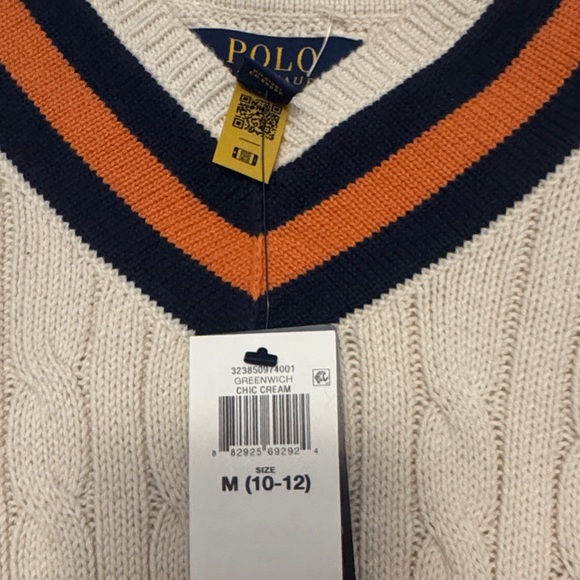 POLO
323850974001
GREENWICH
CHIC CREAM
8 82925 69292 4
SIZE
M (10-12)